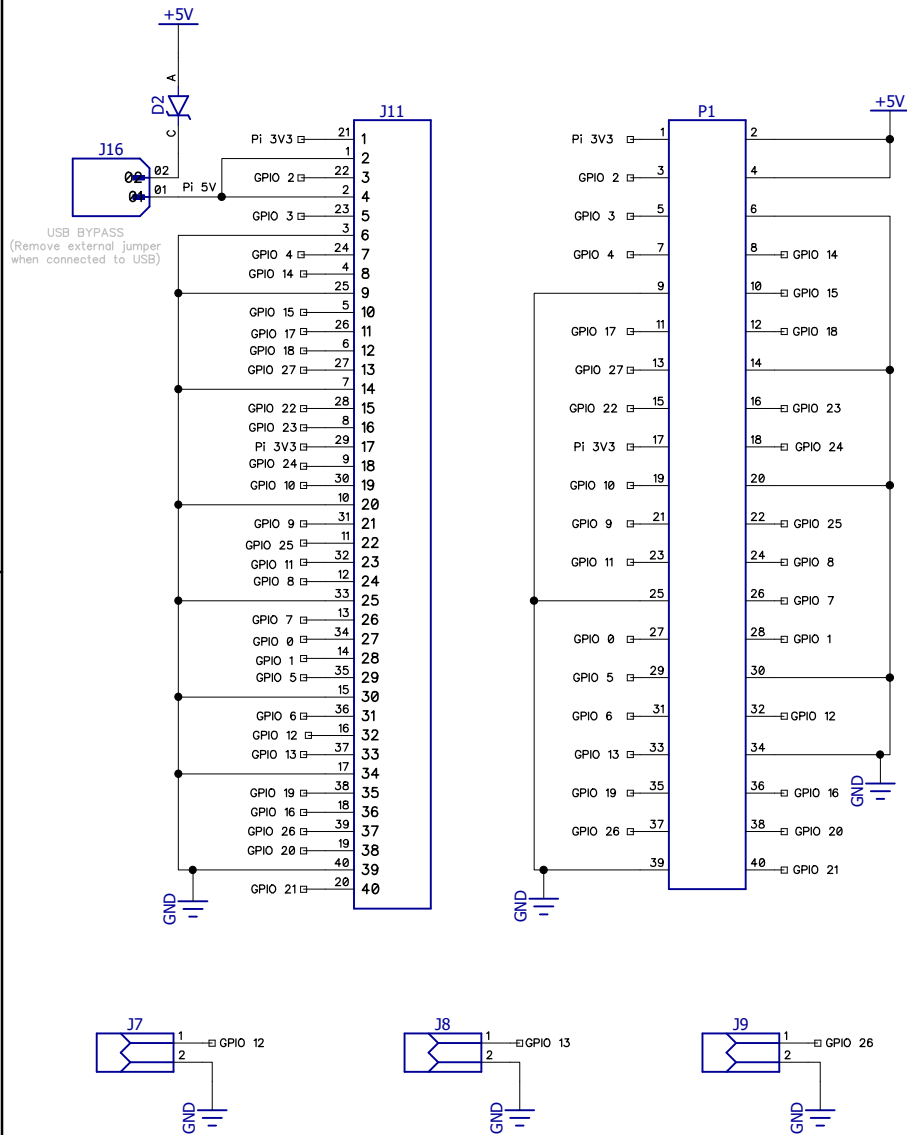 +5V
A
D2
C
J16
02 02
01 01
Pi 5V
USB BYPASS
(Remove external jumper
when connected to USB)
J11
Pi 3V3 21 1
1 2
GPIO 2 22 3
2 4
GPIO 3 23 5
3 6
GPIO 4 24 7
GPIO 14 4 8
25 9
GPIO 15 5 10
GPIO 17 26 11
GPIO 18 6 12
GPIO 27 27 13
7 14
GPIO 22 28 15
GPIO 23 8 16
Pi 3V3 29 17
GPIO 24 9 18
GPIO 10 30 19
10 20
GPIO 9 31 21
GPIO 25 11 22
GPIO 11 32 23
GPIO 8 12 24
33 25
GPIO 7 13 26
GPIO 0 34 27
GPIO 1 14 28
GPIO 5 35 29
15 30
GPIO 6 36 31
GPIO 12 16 32
GPIO 13 37 33
17 34
GPIO 19 38 35
GPIO 16 18 36
GPIO 26 39 37
GPIO 20 19 38
40 39
GPIO 21 20 40
GND
P1
+5V
Pi 3V3 1 2
GPIO 2 3 4
GPIO 3 5 6
GPIO 4 7 8 GPIO 14
9 10 GPIO 15
GPIO 17 11 12 GPIO 18
GPIO 27 13 14
GPIO 22 15 16 GPIO 23
Pi 3V3 17 18 GPIO 24
GPIO 10 19 20
GPIO 9 21 22 GPIO 25
GPIO 11 23 24 GPIO 8
25 26 GPIO 7
GPIO 0 27 28 GPIO 1
GPIO 5 29 30
GPIO 6 31 32 GPIO 12
GPIO 13 33 34
GND
GPIO 19 35 36 GPIO 16
GPIO 26 37 38 GPIO 20
39 40 GPIO 21
GND
J7
1 GPIO 12
2
GND
J8
1 GPIO 13
2
GND
J9
1 GPIO 26
2
GND